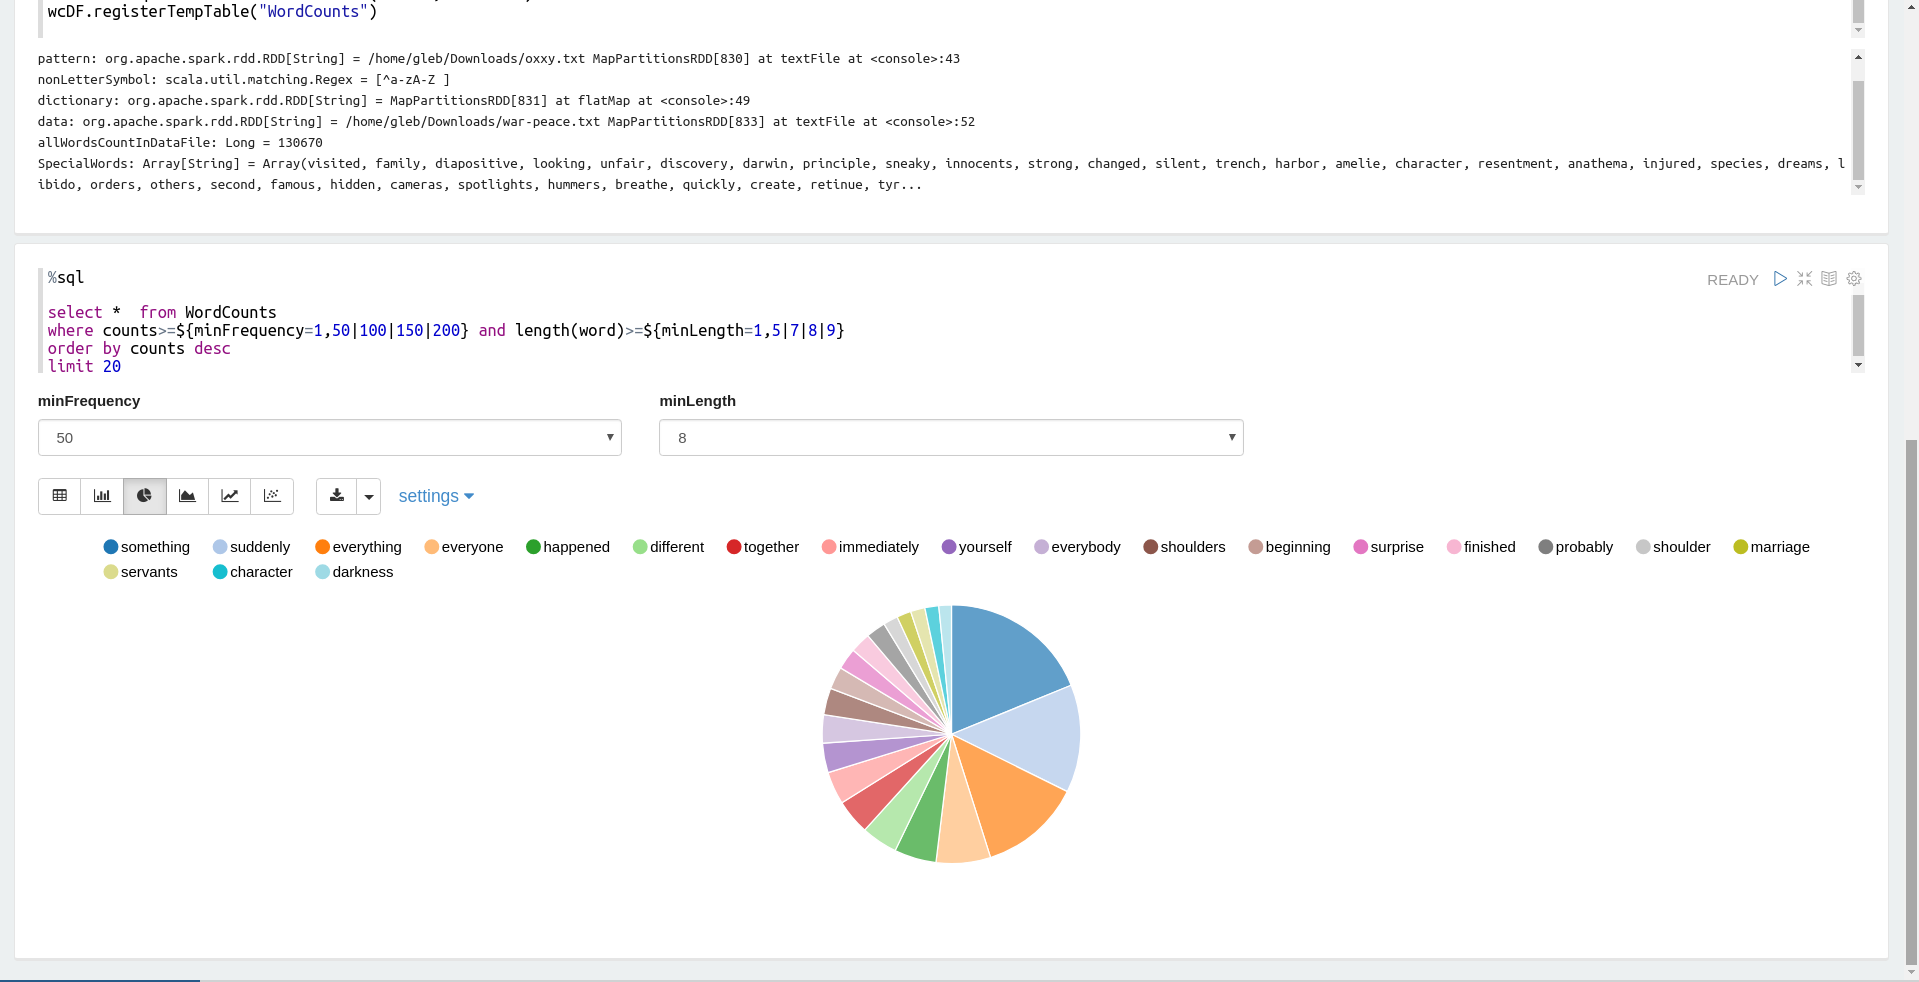 wcDF.registerTempTable("WordCounts")
pattern: org.apache.spark.rdd.RDD[String] = /home/gleb/Downloads/oxxy.txt MapPartitionsRDD[830] at textFile at <console>:43
nonLetterSymbol: scala.util.matching.Regex = [^a-zA-Z ]
dictionary: org.apache.spark.rdd.RDD[String] = MapPartitionsRDD[831] at flatMap at <console>:49
data: org.apache.spark.rdd.RDD[String] = /home/gleb/Downloads/war-peace.txt MapPartitionsRDD[833] at textFile at <console>:52
allWordsCountInDataFile: Long = 130670
SpecialWords: Array[String] = Array(visited, family, diapositive, looking, unfair, discovery, darwin, principle, sneaky, innocents, strong, changed, silent, trench, harbor, amelie, character, resentment, anathema, injured, species, dreams, l
ibido, orders, others, second, famous, hidden, cameras, spotlights, hummers, breathe, quickly, create, retinue, tyr...
%sql
READY
select *  from WordCounts
where counts>=${minFrequency=1,50|100|150|200} and length(word)>=${minLength=1,5|7|8|9}
order by counts desc
limit 20
minFrequency minLength
50 8
settings
something suddenly everything everyone happened different together immediately yourself everybody shoulders beginning surprise finished probably shoulder marriage
servants character darkness